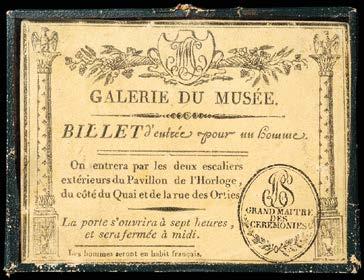 GALERIE DU MUSÉE.
BILLET d'entrée pour un homme.
On entrera par les deux escaliers
extérieurs du Pavillon de l'Horloge,
du côté du Quai et de la rue des Orties.
La porte s'ouvrira à sept heures,
et sera fermée à midi.
Les hommes seront en habit français.
GRAND MAITRE
DES
CÉRÉMONIES